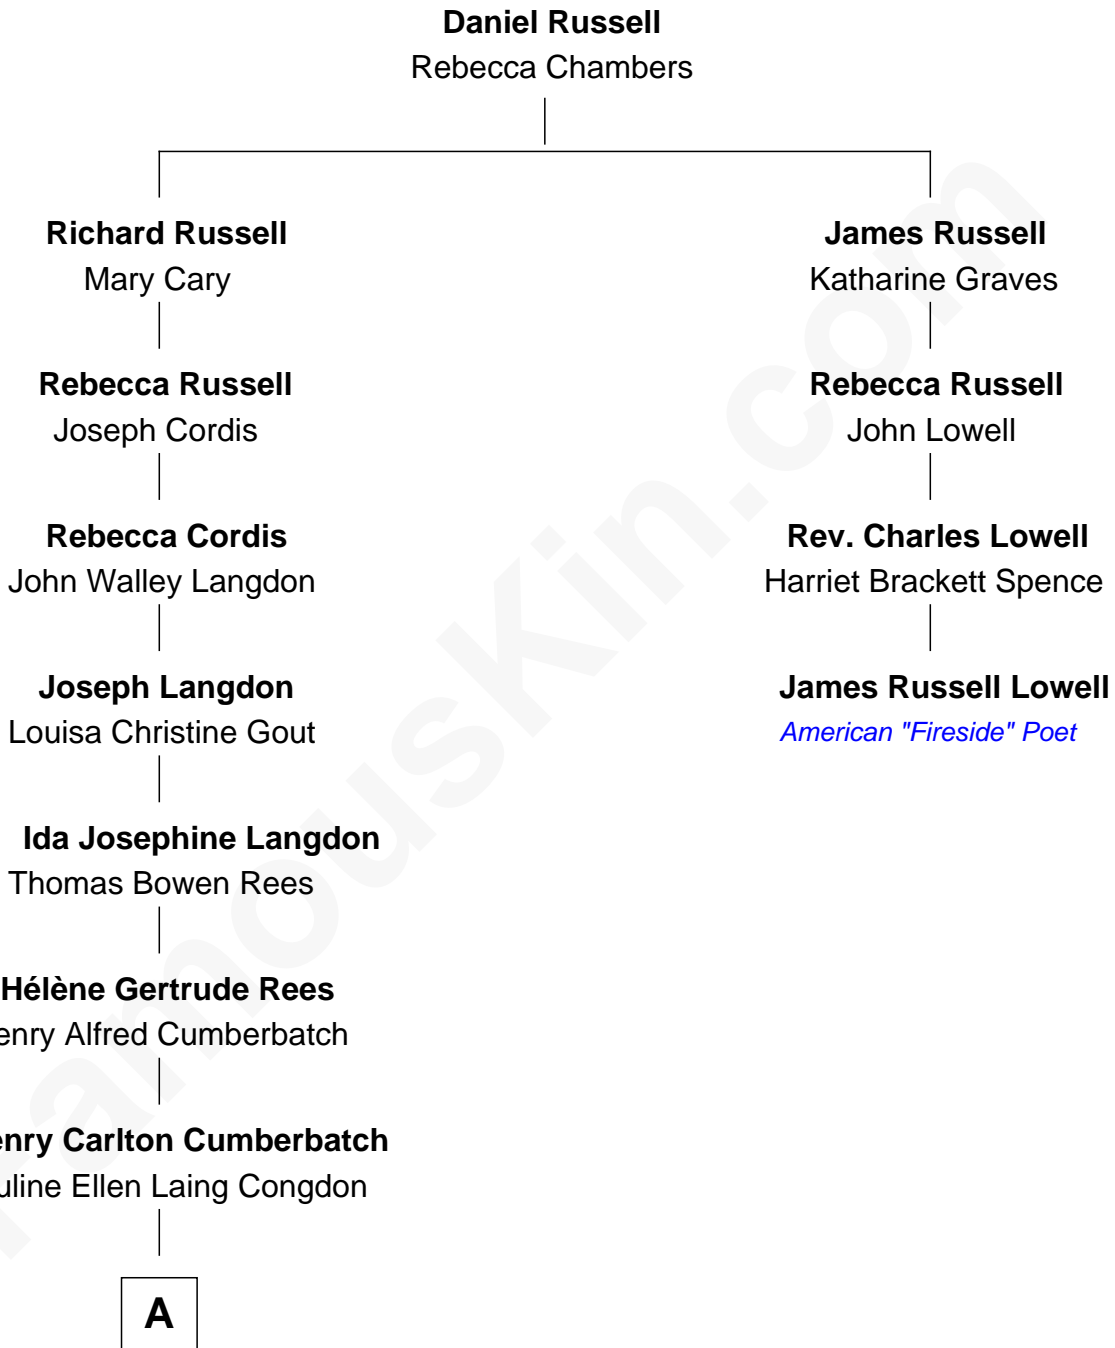 Daniel Russell
Rebecca Chambers
Richard Russell
Mary Cary
James Russell
Katharine Graves
Rebecca Russell
Joseph Cordis
Rebecca Russell
John Lowell
Rebecca Cordis
John Walley Langdon
Rev. Charles Lowell
Harriet Brackett Spence
Joseph Langdon
Louisa Christine Gout
James Russell Lowell
American "Fireside" Poet
Ida Josephine Langdon
Thomas Bowen Rees
Hélène Gertrude Rees
enry Alfred Cumberbatch
enry Carlton Cumberbatch
uline Ellen Laing Congdon
A
FamousKin.com